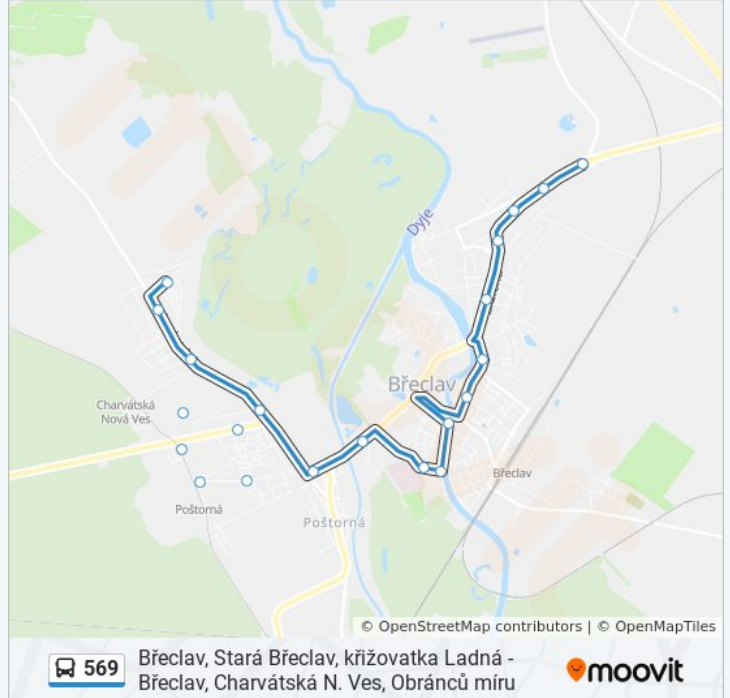 Dyje
Břeclav
Charvátská
Nová Ves
Břeclav
Poštorná
Poštorná
© OpenStreetMap contributors | © OpenMapTiles
569
Břeclav, Stará Břeclav, křižovatka Ladná -
Břeclav, Charvátská N. Ves, Obránců míru
moovit